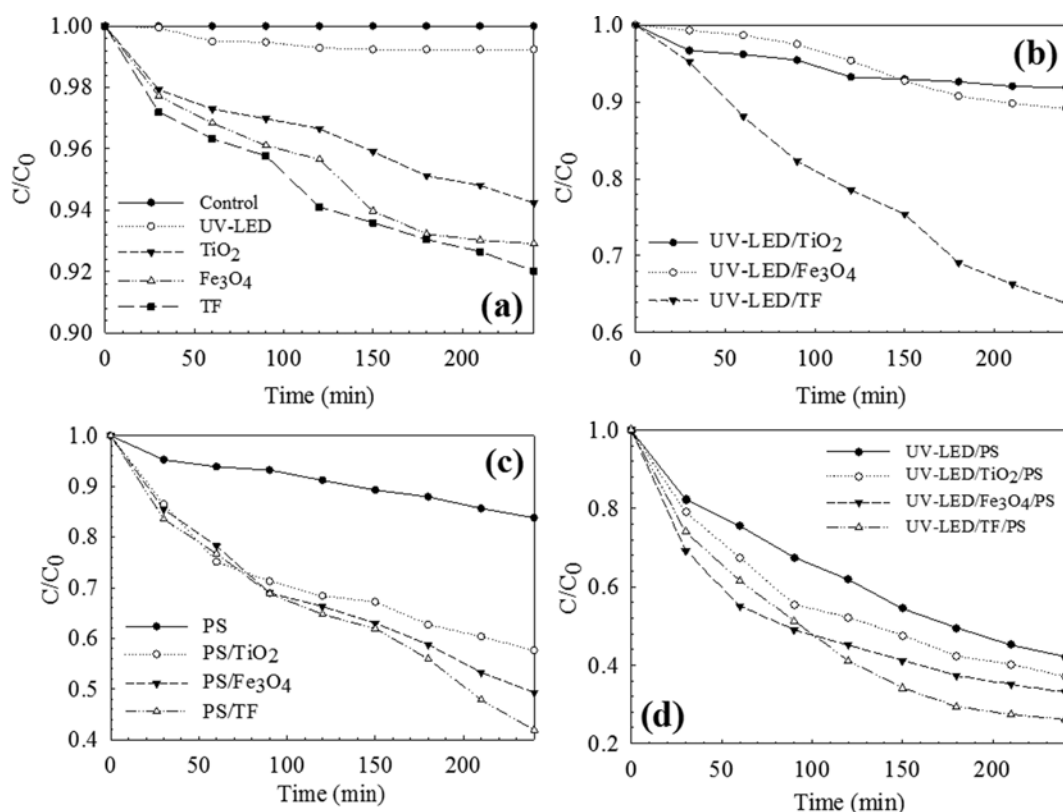 1.00
0.98
0.96
0.94
0.92
0.90
C/C0
Control
UV-LED
TiO2
Fe3O4
TF
(a)
0 50 100 150 200
Time (min)
1.0
0.9
0.8
0.7
0.6
C/C0
(b)
UV-LED/TiO2
UV-LED/Fe3O4
UV-LED/TF
0 50 100 150 200
Time (min)
1.0
0.9
0.8
0.7
0.6
0.5
0.4
C/C0
(c)
PS
PS/TiO2
PS/Fe3O4
PS/TF
0 50 100 150 200
Time (min)
1.0
0.8
0.6
0.4
0.2
C/C0
UV-LED/PS
UV-LED/TiO2/PS
UV-LED/Fe3O4/PS
UV-LED/TF/PS
(d)
0 50 100 150 200
Time (min)